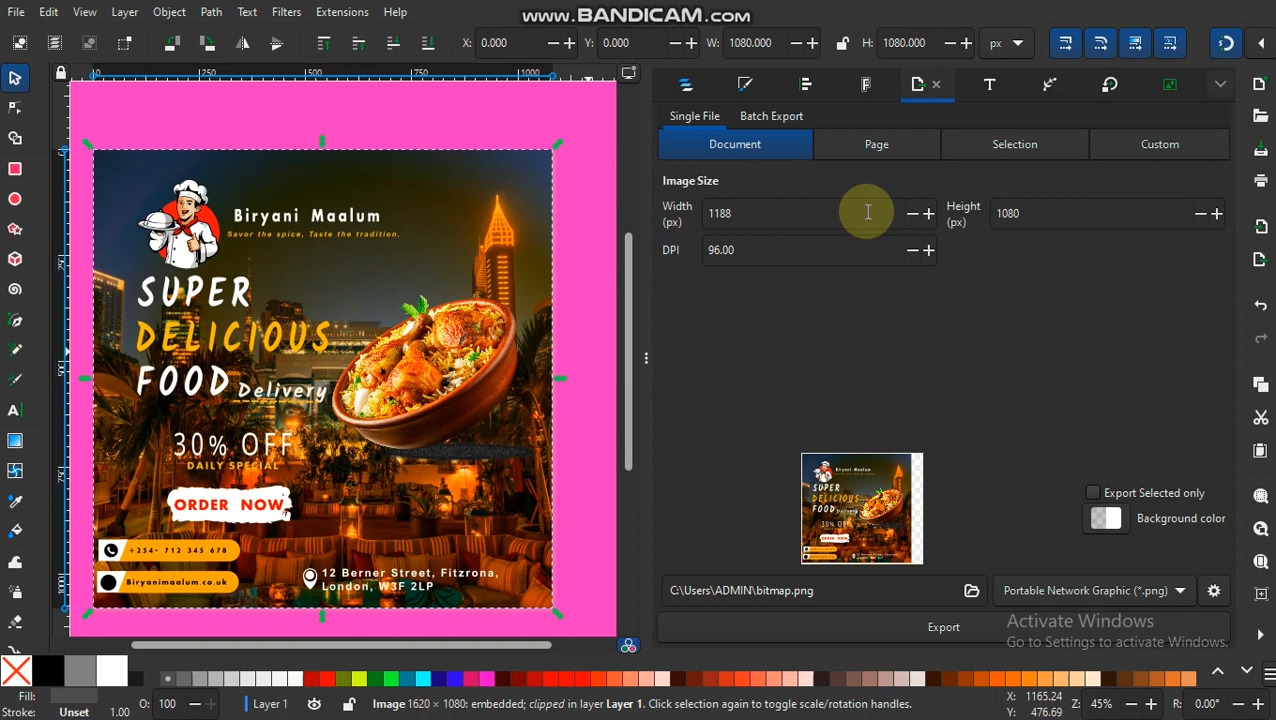 File Edit View Layer Object Path Text Filters Extensions Help
www.BANDICAM.com
X: 0.000 Y: 0.000 W: 1080.000 H: 1080.000 px
0 250 500 750 1000
Single File Batch Export
Document Page Selection Custom
Image Size
Width (px) 1188 Height (px) 1080
DPI 96.00
Biryani Maalum
Savor the spice, Taste the tradition.
SUPER
DELICIOUS
FOOD Delivery
30% OFF
DAILY SPECIAL
ORDER NOW
+254- 712 345 678
Biryanimaalum.co.uk
12 Berner Street, Fitzrona,
London, W3F 2LP
Export Selected only
Background color
C:\Users\ADMIN\bitmap.png Portable Network Graphic (*.png)
Export
Activate Windows
Go to Settings to activate Windows.
Fill:
Stroke: Unset 1.00 O: 100 Layer 1 Image 1620 × 1080: embedded; clipped in layer Layer 1. Click selection again to toggle scale/rotation handles.
X: 1165.24
Y: 476.69
Z: 45% R: 0.00°